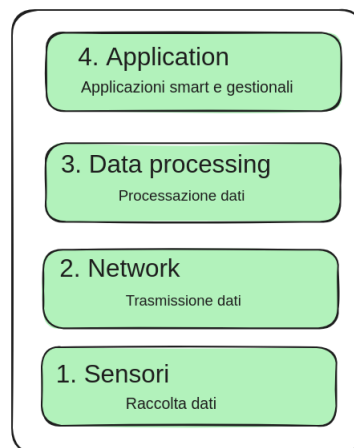 4. Application
Applicazioni smart e gestionali
3. Data processing
Processazione dati
2. Network
Trasmissione dati
1. Sensori
Raccolta dati